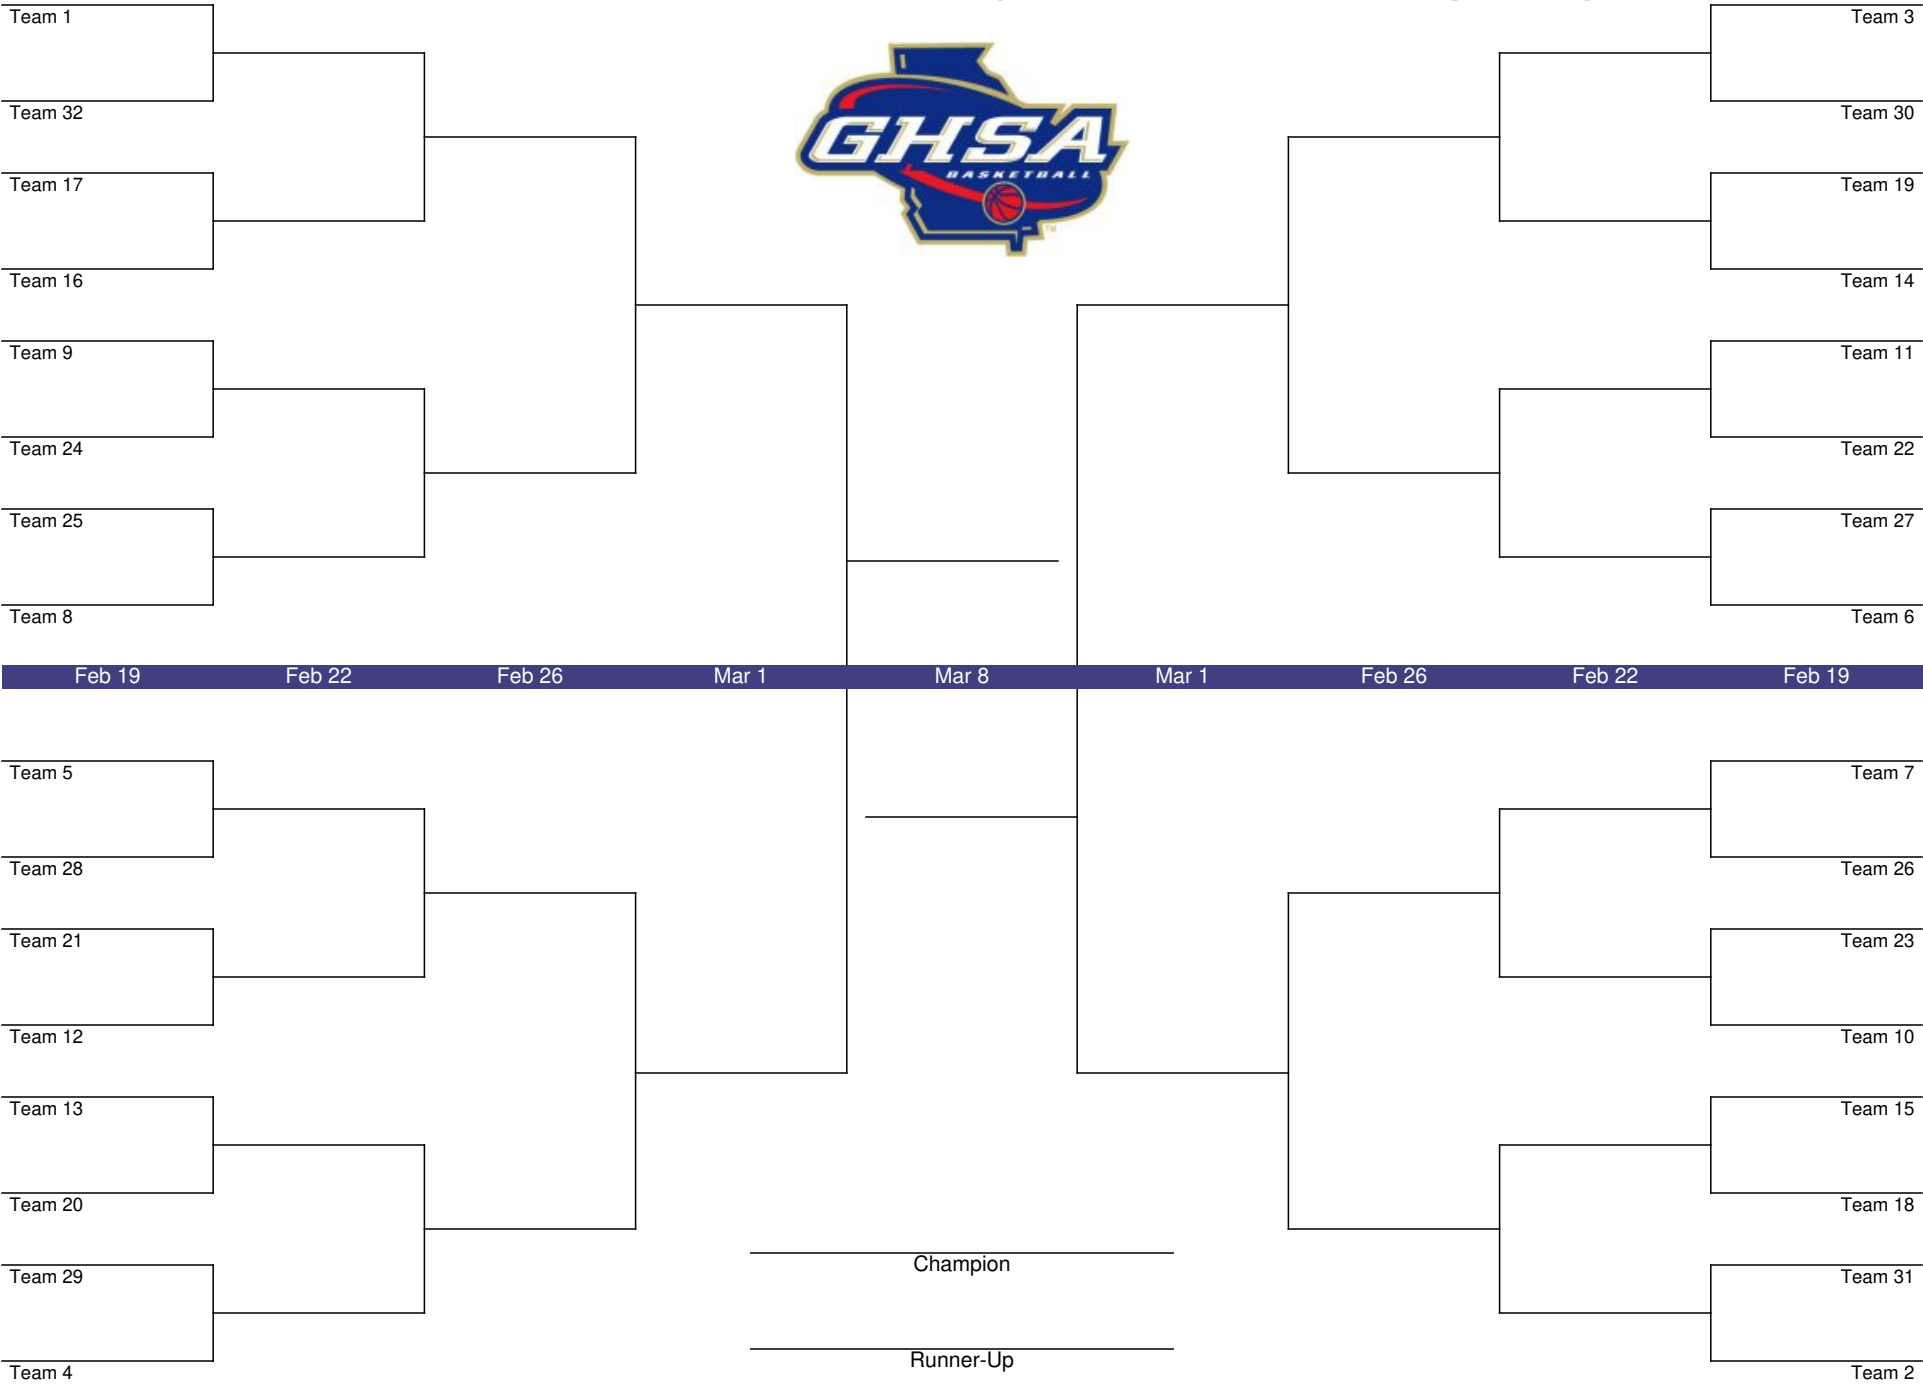 Team 1
Team 3
Team 32
Team 30
GHSA
BASKETBALL
TM
Team 17
Team 19
Team 16
Team 14
Team 9
Team 11
Team 24
Team 22
Team 25
Team 27
Team 8
Team 6
Feb 19 Feb 22 Feb 26 Mar 1 Mar 8 Mar 1 Feb 26 Feb 22 Feb 19
Team 5
Team 7
Team 28
Team 26
Team 21
Team 23
Team 12
Team 10
Team 13
Team 15
Team 20
Team 18
Team 29
Team 31
Team 4
Team 2
Champion
Runner-Up